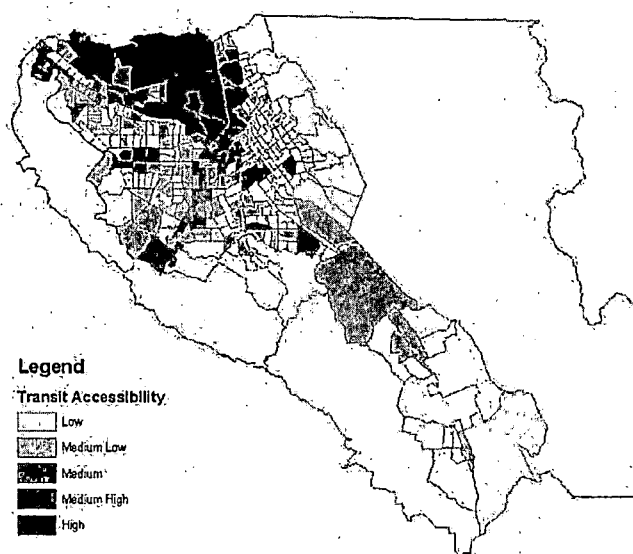 Legend
Transit Accessibility
Low
Medium Low
Medium
Medium High
High